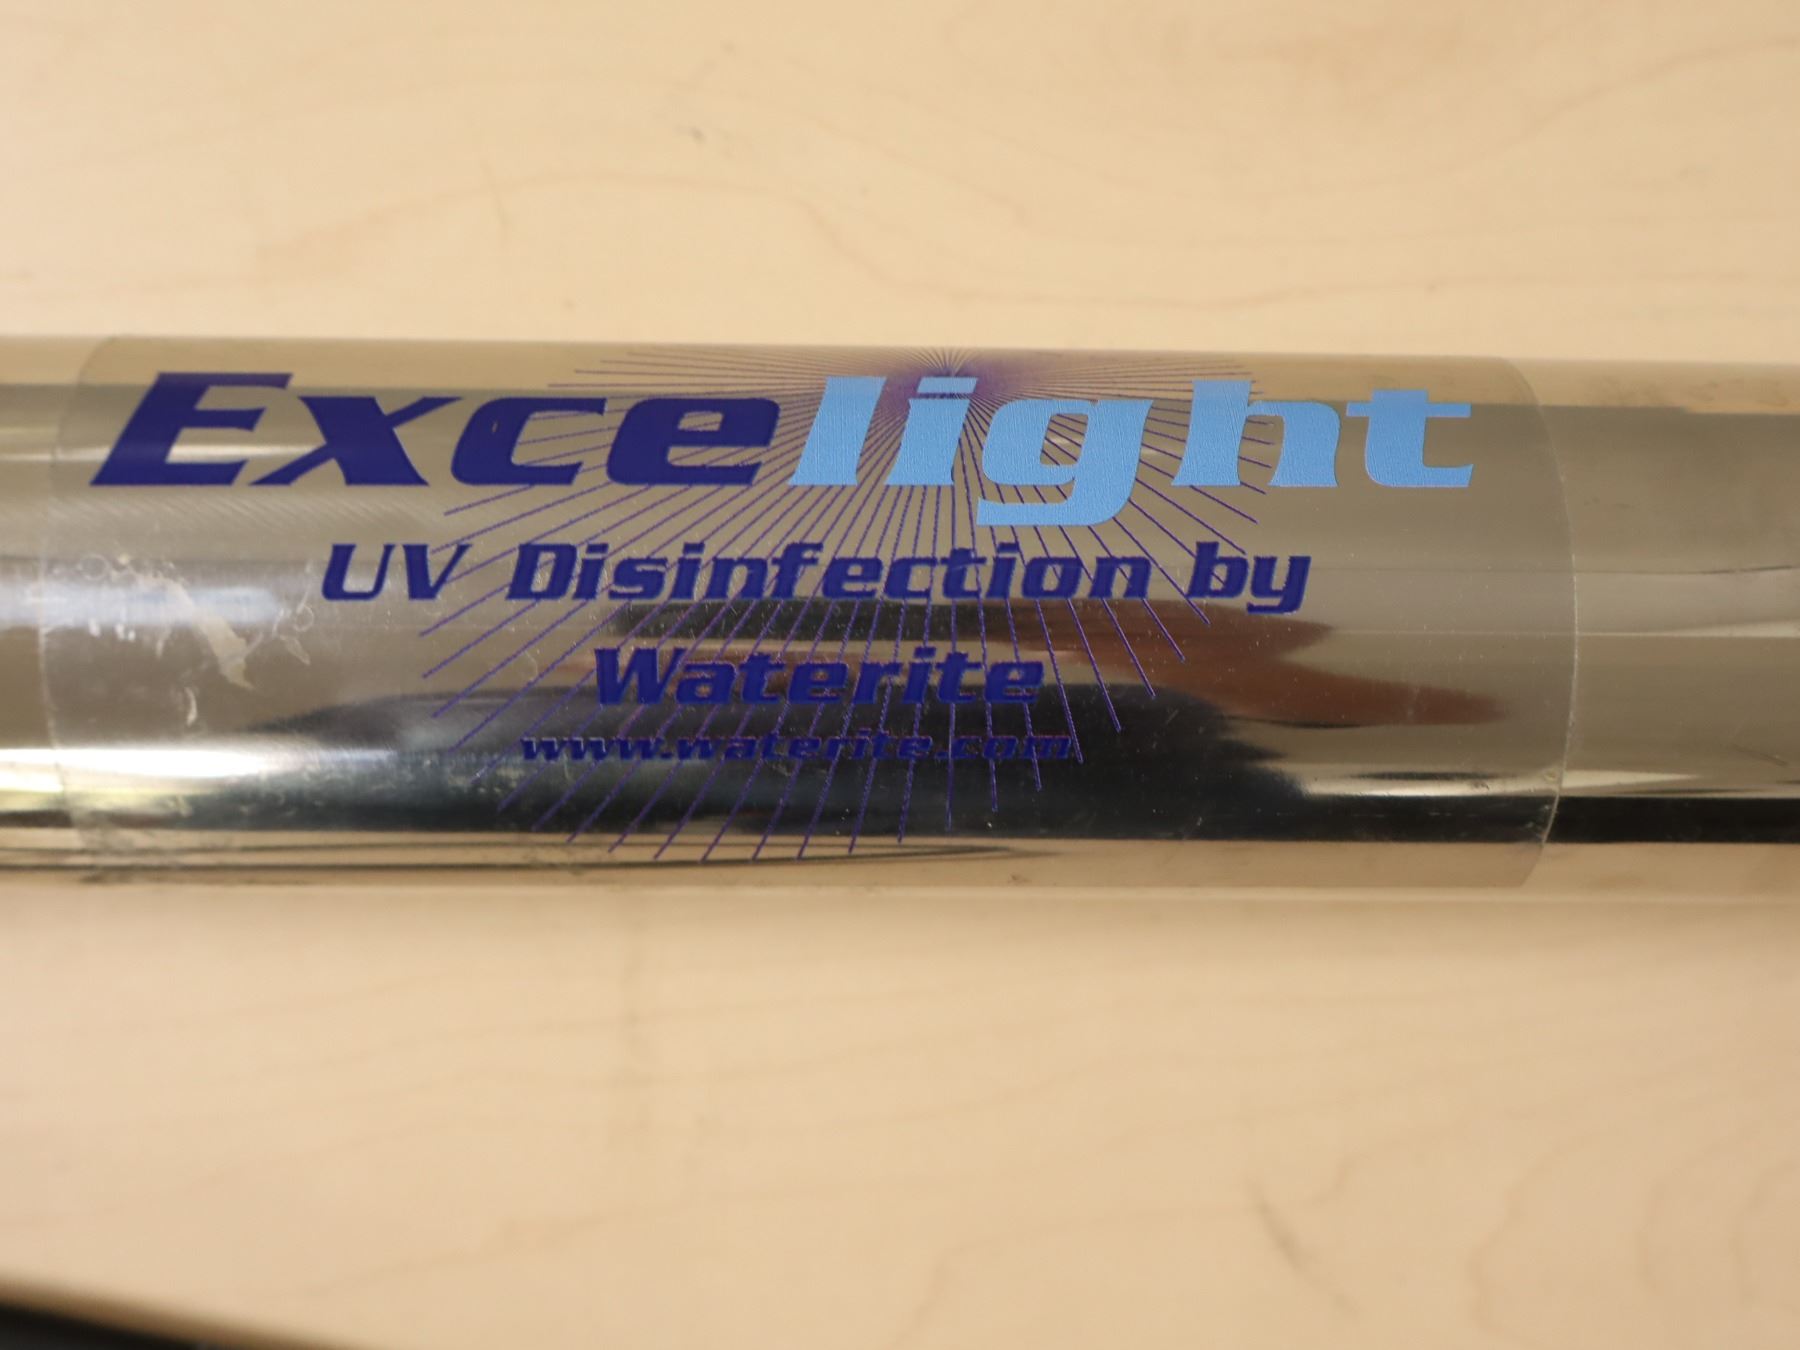 Excelight
UV Disinfection by
Waterite
www.waterite.com